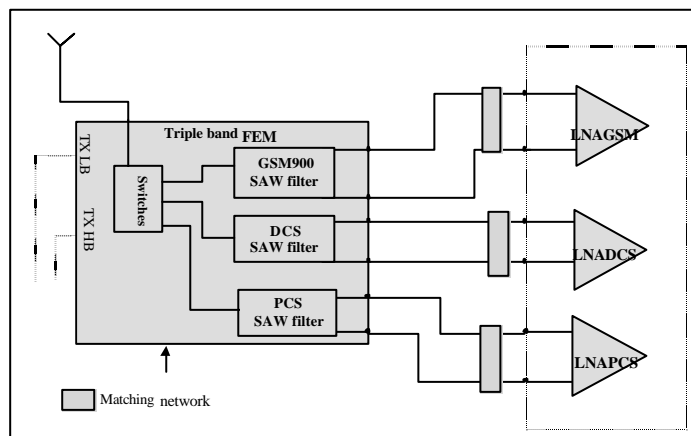 Triple band FEM
TX LB
TX HB
Switches
GSM900
SAW filter
DCS
SAW filter
PCS
SAW filter
LNAGSM
LNADCS
LNAPCS
Matching network